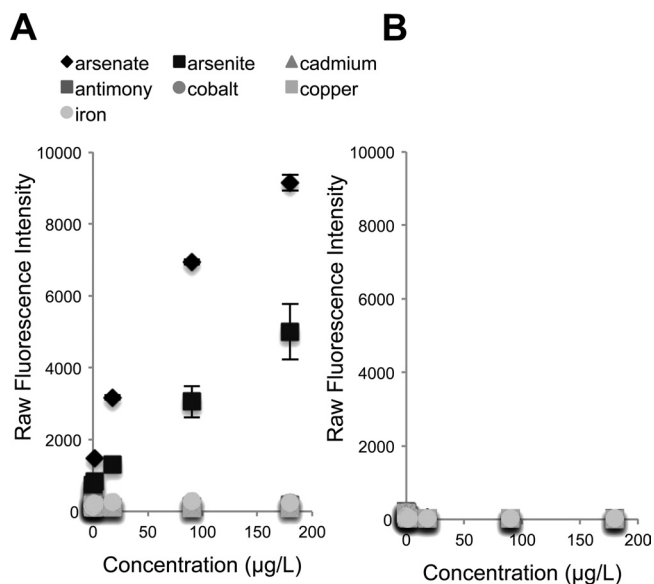 A
B
arsenate arsenite cadmium
antimony cobalt copper
iron
Raw Fluorescence Intensity
10000
8000
6000
4000
2000
0
0 50 100 150 200
Concentration (µg/L)
Raw Fluorescence Intensity
10000
8000
6000
4000
2000
0
0 50 100 150 200
Concentration (µg/L)